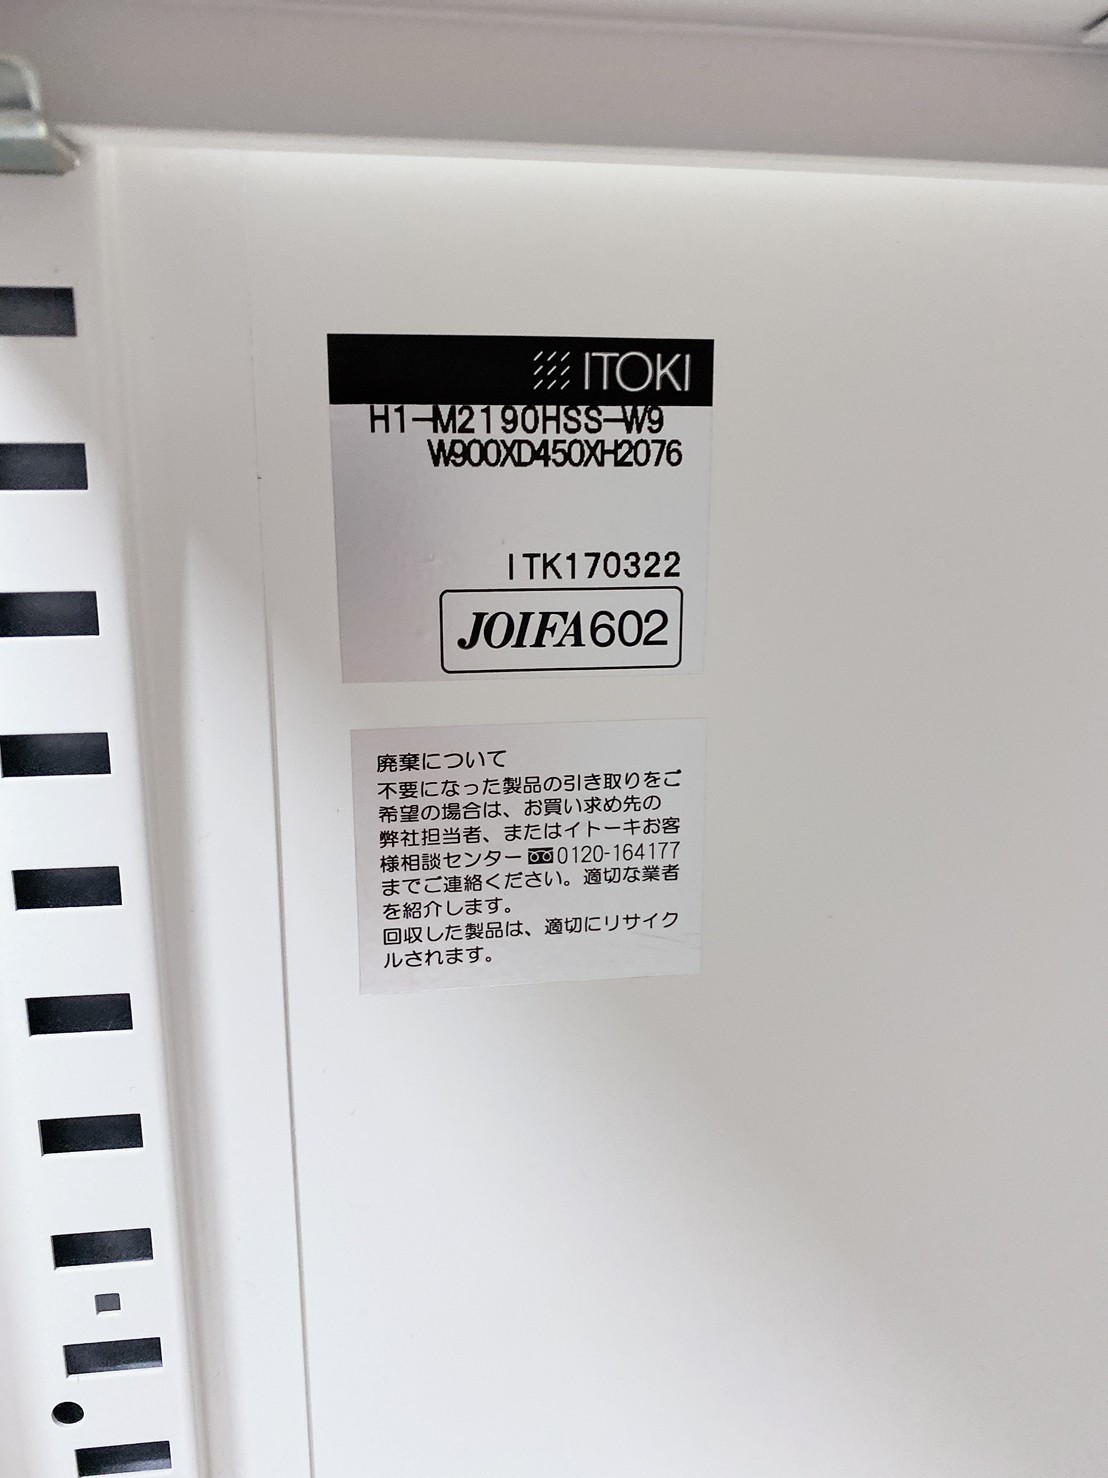 ITOKI
H1-M2190HSS-W9
W900XD450XH2076
ITK170322
JOIFA602
廃棄について
不要になった製品の引き取りをご
希望の場合は、お買い求め先の
弊社担当者、またはイトーキお客
様相談センター0120-164177
までご連絡ください。適切な業者
を紹介します。
回収した製品は、適切にリサイク
ルされます。